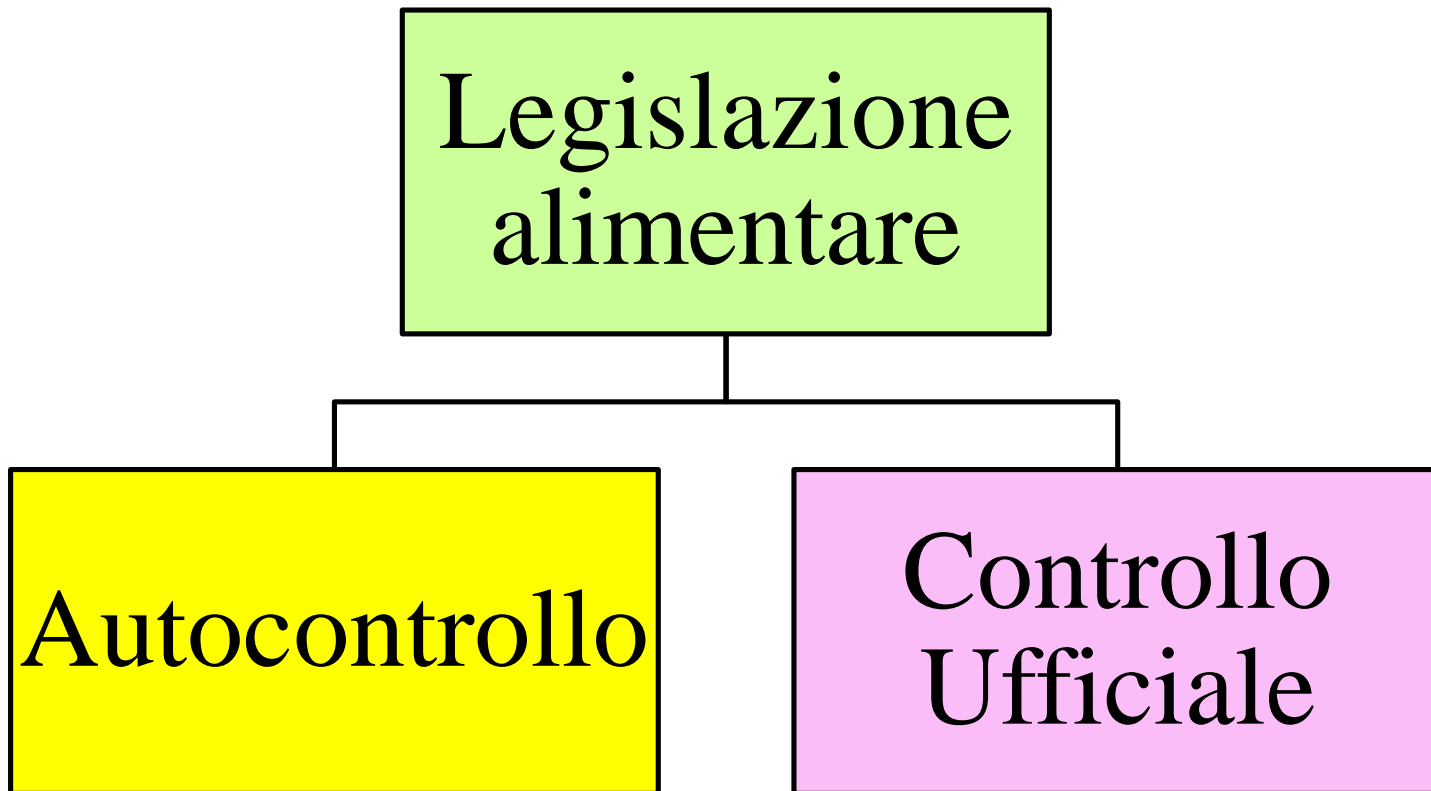 Legislazione
alimentare
Autocontrollo
Controllo
Ufficiale